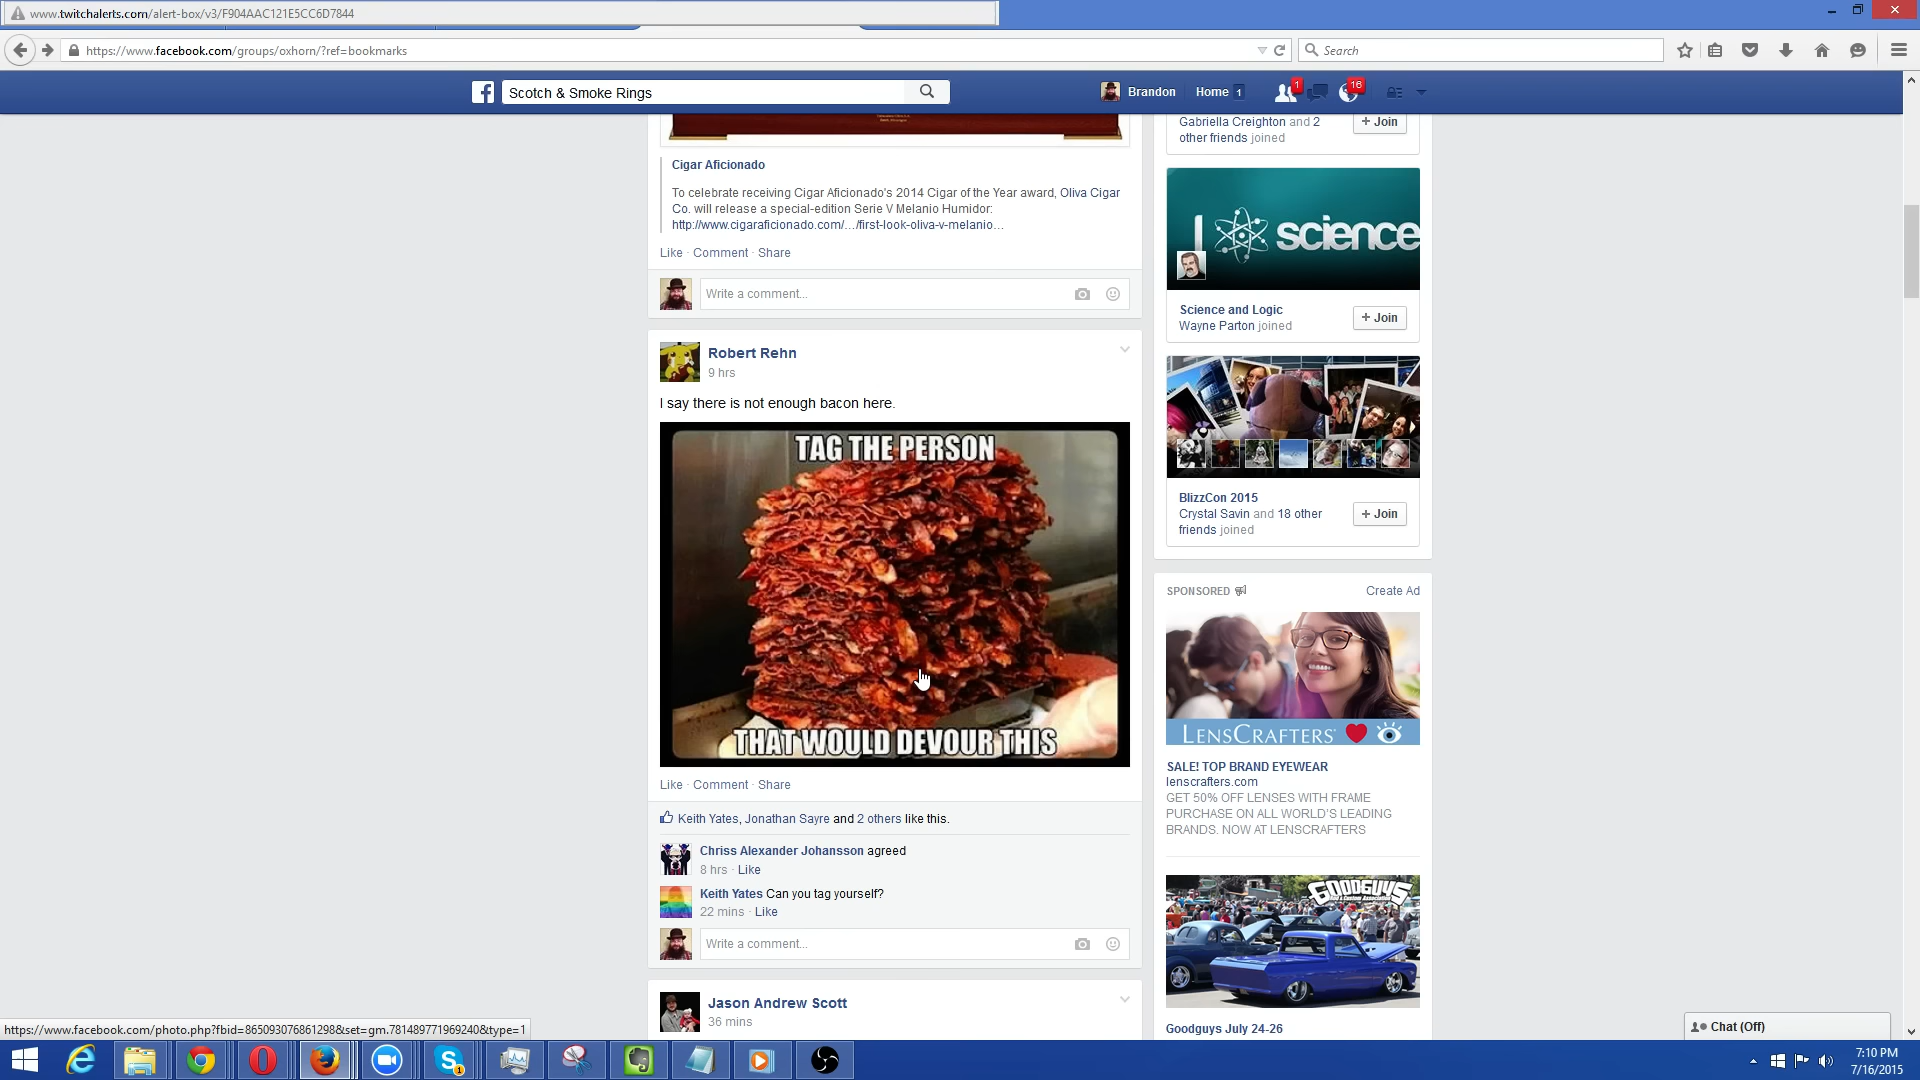 www.twitchalerts.com/alert-box/v3/F904AAC121E5CC6D7844
https://www.facebook.com/groups/oxhorn/?ref=bookmarks
Search
Scotch & Smoke Rings
Brandon
Home 1
1
16
Cigar Aficionado
To celebrate receiving Cigar Aficionado's 2014 Cigar of the Year award, Oliva Cigar
Co. will release a special-edition Serie V Melanio Humidor:
http://www.cigaraficionado.com/…/first-look-oliva-v-melanio…
Like · Comment · Share
Write a comment...
Robert Rehn
9 hrs
I say there is not enough bacon here.
TAG THE PERSON
THAT WOULD DEVOUR THIS
Like · Comment · Share
Keith Yates, Jonathan Sayre and 2 others like this.
Chriss Alexander Johansson agreed
8 hrs · Like
Keith Yates Can you tag yourself?
22 mins · Like
Write a comment...
Jason Andrew Scott
36 mins
Gabriella Creighton and 2
other friends joined
+ Join
I science
Science and Logic
Wayne Parton joined
+ Join
BlizzCon 2015
Crystal Savin and 18 other
friends joined
+ Join
SPONSORED
Create Ad
LENSCRAFTERS
SALE! TOP BRAND EYEWEAR
lenscrafters.com
GET 50% OFF LENSES WITH FRAME
PURCHASE ON ALL WORLD'S LEADING
BRANDS. NOW AT LENSCRAFTERS
GOODGUYS
Goodguys July 24-26
Chat (Off)
https://www.facebook.com/photo.php?fbid=865093076861298&set=gm.781489771969240&type=1
7:10 PM
7/16/2015